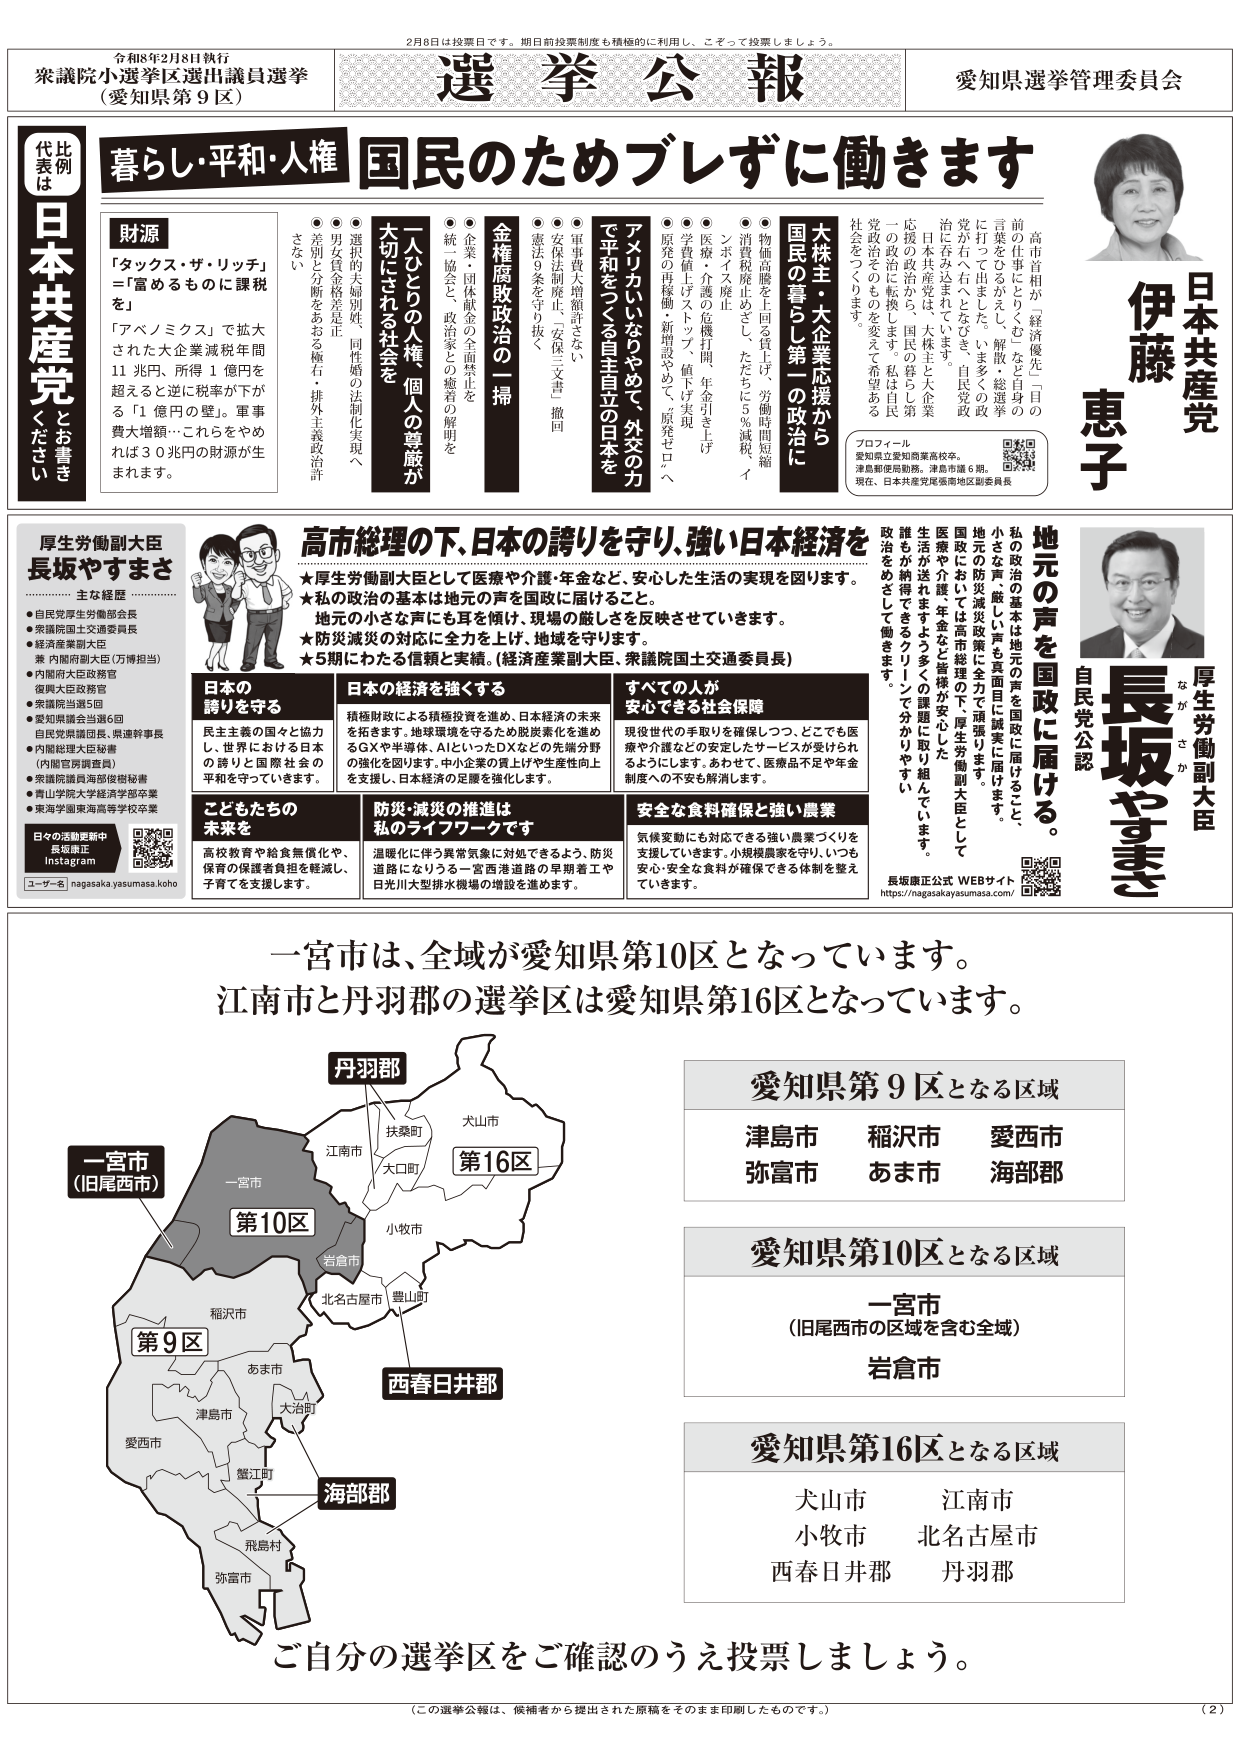 2月8日は投票日です。期日前投票制度も積極的に利用し、こぞって投票しましょう。
令和8年2月8日執行
衆議院小選挙区選出議員選挙
（愛知県第９区）
選挙公報
愛知県選挙管理委員会
日本共産党
伊藤
恵子
暮らし・平和・人権
国民のためブレずに働きます
高市首相が「経済優先」「目の
前の仕事にとりくむ」など自身の
言葉をひるがえし、解散・総選挙
に打って出ました。いま多くの政
党が右へ右へとなびき、自民党政
治に吞み込まれています。
日本共産党は、大株主と大企業
応援の政治から、国民の暮らし第
一の政治に転換します。私は自民
党政治そのものを変えて希望ある
社会をつくります。
プロフィール
愛知県立愛知商業高校卒。
津島郵便局勤務。津島市議６期。
現在、日本共産党尾張南地区副委員長
大株主・大企業応援から
国民の暮らし第一の政治に
◉物価高騰を上回る賃上げ、労働時間短縮
◉消費税廃止めざし、ただちに５％減税、イ
ンボイス廃止
◉医療・介護の危機打開、年金引き上げ
◉学費値上げストップ、値下げ実現
◉原発の再稼働・新増設やめて、〝原発ゼロ〟へ
アメリカいいなりやめて、外交の力
で平和をつくる自主自立の日本を
◉軍事費大増額許さない
◉安保法制廃止、「安保三文書」撤回
◉憲法９条を守り抜く
金権腐敗政治の一掃
◉企業・団体献金の全面禁止を
◉統一協会と、政治家との癒着の解明を
一人ひとりの人権、個人の尊厳が
大切にされる社会を
◉選択的夫婦別姓、同性婚の法制化実現へ
◉男女賃金格差是正
◉差別と分断をあおる極右・排外主義政治許
さない
財源
「タックス・ザ・リッチ」
＝「富めるものに課税
を」
「アベノミクス」で拡大
された大企業減税年間
11 兆円、所得 1 億円を
超えると逆に税率が下が
る「1 億円の壁」。軍事
費大増額…これらをやめ
れば３０兆円の財源が生
まれます。
比例
代表は
日本共産党
とお書き
ください
厚生労働副大臣
長坂やすまさ
ながさか
自民党公認
地元の声を国政に届ける。
私の政治の基本は地元の声を国政に届けること、
小さな声、厳しい声も真面目に誠実に届けます。
地元の防災減災政策に全力で頑張ります。
国政においては高市総理の下、厚生労働副大臣として
医療や介護、年金など皆様が安心した
生活が送れますよう多くの課題に取り組んでいます。
誰もが納得できるクリーンで分かりやすい
政治をめざして働きます。
長坂康正公式 WEBサイト
https://nagasakayasumasa.com/
高市総理の下、日本の誇りを守り、強い日本経済を
★厚生労働副大臣として医療や介護・年金など、安心した生活の実現を図ります。
★私の政治の基本は地元の声を国政に届けること。
地元の小さな声にも耳を傾け、現場の厳しさを反映させていきます。
★防災減災の対応に全力を上げ、地域を守ります。
★5期にわたる信頼と実績。(経済産業副大臣、衆議院国土交通委員長)
日本の
誇りを守る
民主主義の国々と協力
し、世界における日本
の誇りと国際社会の
平和を守っていきます。
日本の経済を強くする
積極財政による積極投資を進め、日本経済の未来
を拓きます。地球環境を守るため脱炭素化を進め
るGXや半導体、AIといったDXなどの先端分野
の強化を図ります。中小企業の賃上げや生産性向上
を支援し、日本経済の足腰を強化します。
すべての人が
安心できる社会保障
現役世代の手取りを確保しつつ、どこでも医
療や介護などの安定したサービスが受けられ
るようにします。あわせて、医療品不足や年金
制度への不安も解消します。
こどもたちの
未来を
高校教育や給食無償化や、
保育の保護者負担を軽減し、
子育てを支援します。
防災・減災の推進は
私のライフワークです
温暖化に伴う異常気象に対処できるよう、防災
道路になりうる一宮西港道路の早期着工や
日光川大型排水機場の増設を進めます。
安全な食料確保と強い農業
気候変動にも対応できる強い農業づくりを
支援していきます。小規模農家を守り、いつも
安心・安全な食料が確保できる体制を整え
ていきます。
厚生労働副大臣
長坂やすまさ
主な経歴
●自民党厚生労働部会長
●衆議院国土交通委員長
●経済産業副大臣
兼 内閣府副大臣（万博担当）
●内閣府大臣政務官
復興大臣政務官
●衆議院当選5回
●愛知県議会当選6回
自民党県議団長、県連幹事長
●内閣総理大臣秘書
（内閣官房調査員）
●衆議院議員海部俊樹秘書
●青山学院大学経済学部卒業
●東海学園東海高等学校卒業
日々の活動更新中
長坂康正
Instagram
ユーザー名 nagasaka.yasumasa.koho
一宮市は、全域が愛知県第10区となっています。
江南市と丹羽郡の選挙区は愛知県第16区となっています。
丹羽郡
犬山市
扶桑町
江南市
大口町
第16区
一宮市
（旧尾西市）
一宮市
第10区
小牧市
岩倉市
北名古屋市
豊山町
稲沢市
第９区
西春日井郡
あま市
津島市
大治町
愛西市
蟹江町
海部郡
飛島村
弥富市
愛知県第９区となる区域
津島市 稲沢市 愛西市
弥富市 あま市 海部郡
愛知県第10区となる区域
一宮市
（旧尾西市の区域を含む全域）
岩倉市
愛知県第16区となる区域
犬山市 江南市
小牧市 北名古屋市
西春日井郡 丹羽郡
ご自分の選挙区をご確認のうえ投票しましょう。
（この選挙公報は、候補者から提出された原稿をそのまま印刷したものです。）
（２）